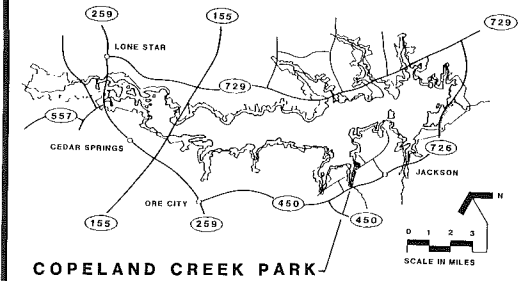 259
155
729
LONE STAR
729
557
CEDAR SPRINGS
726
JACKSON
155
ORE CITY
259
450
450
N
0 1 2 3
SCALE IN MILES
COPELAND CREEK PARK